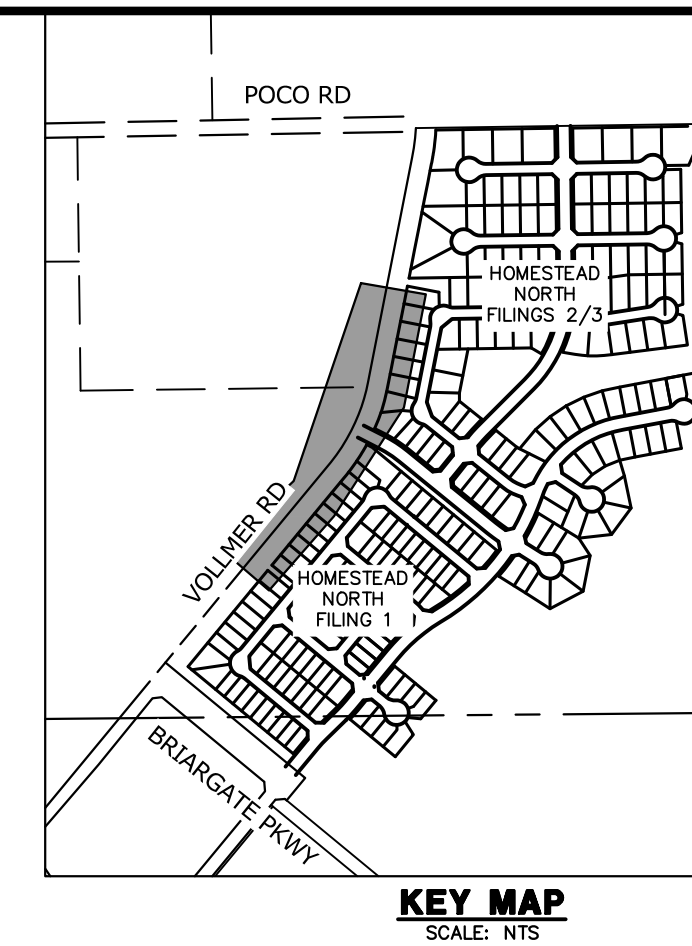 POCO RD
HOMESTEAD
NORTH
FILINGS 2/3
VOLLMER RD
HOMESTEAD
NORTH
FILING 1
BRIARGATE PKWY
KEY MAP
SCALE: NTS